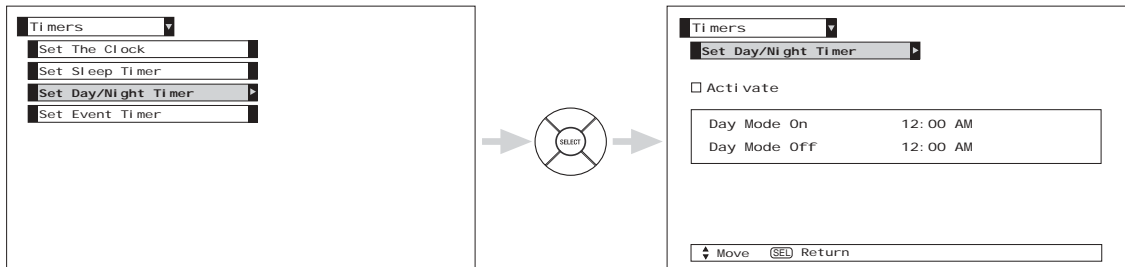 Timers
Set The Clock
Set Sleep Timer
Set Day/Night Timer
Set Event Timer
SELECT
Timers
Set Day/Night Timer
Activate
Day Mode On 12:00 AM
Day Mode Off 12:00 AM
Move SEL Return